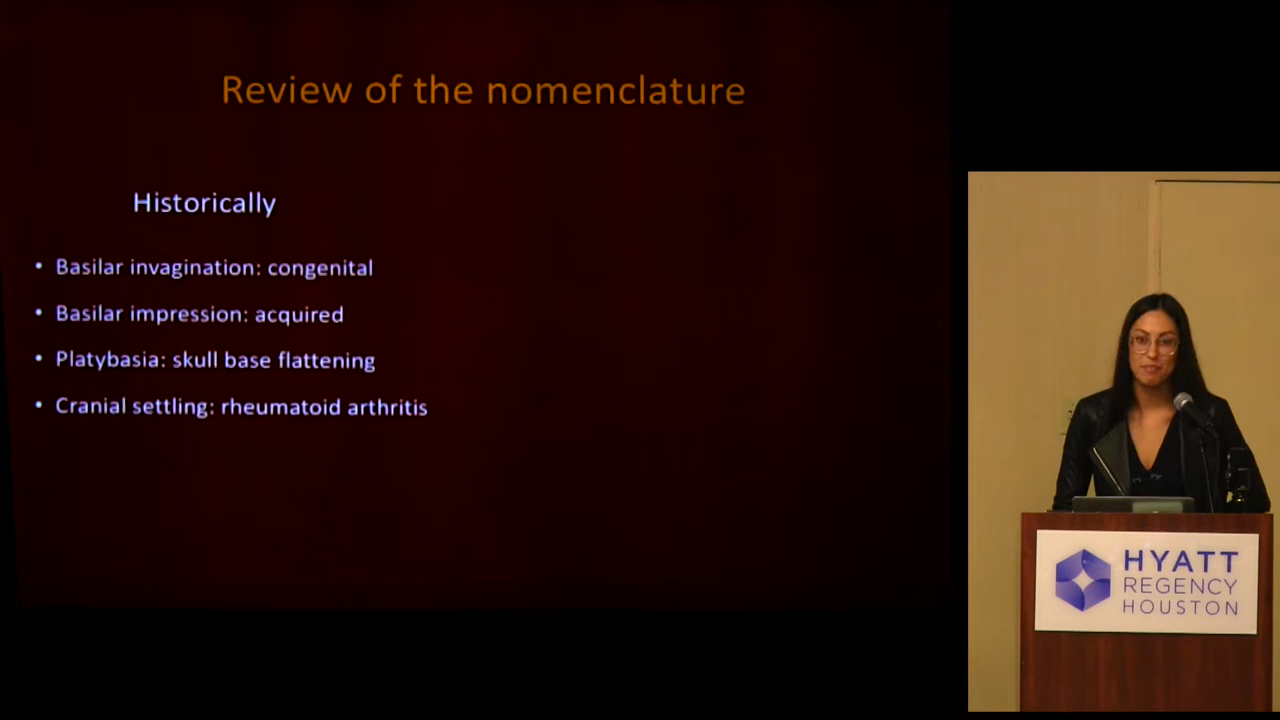 Review of the nomenclature
Historically
• Basilar invagination: congenital
• Basilar impression: acquired
• Platybasia: skull base flattening
• Cranial settling: rheumatoid arthritis
HYATT
REGENCY
HOUSTON